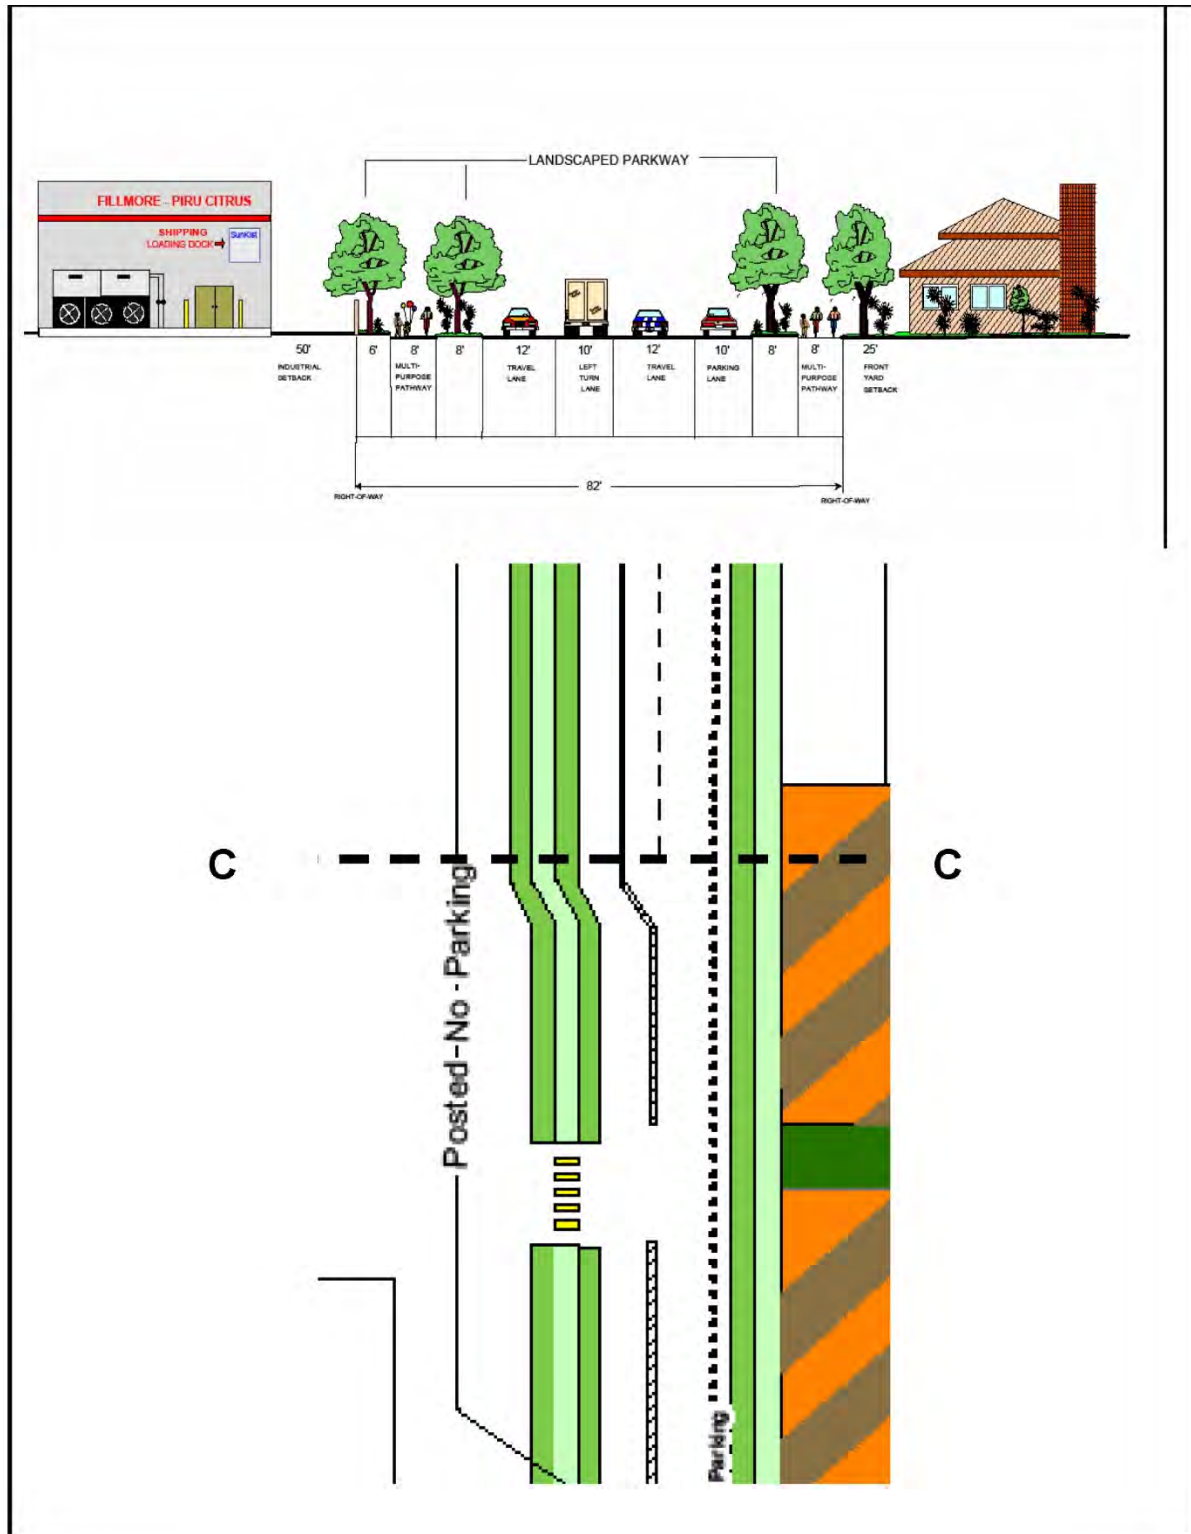 LANDSCAPED PARKWAY
FILLMORE - PIRU CITRUS
SHIPPING
LOADING DOCK
Sunkist
50'
6'
8'
8'
12'
10'
12'
10'
8'
8'
25'
INDUSTRIAL
SETBACK
MULTI-
PURPOSE
PATHWAY
TRAVEL
LANE
LEFT
TURN
LANE
TRAVEL
LANE
PARKING
LANE
MULTI-
PURPOSE
PATHWAY
FRONT
YARD
SETBACK
82'
RIGHT-OF-WAY
RIGHT-OF-WAY
C
C
Posted-No-Parking
Parking